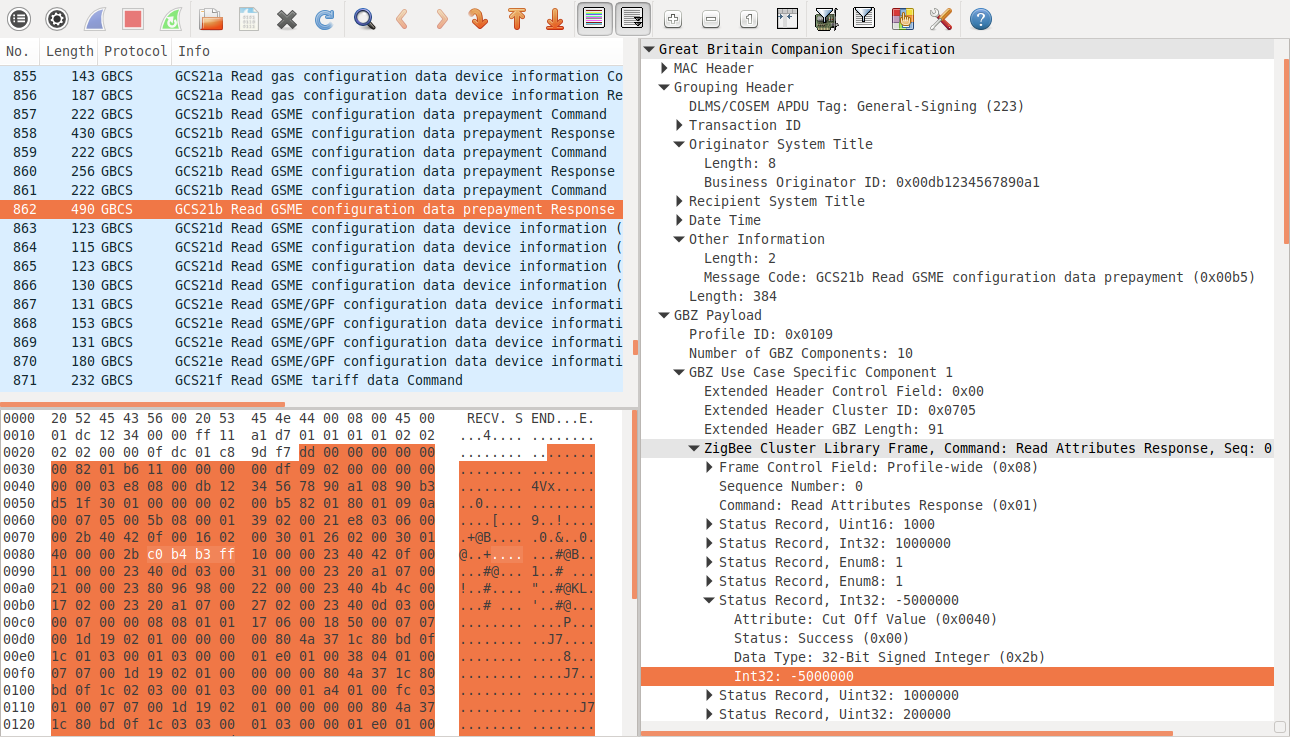 No. Length Protocol Info
855 143 GBCS GCS21a Read gas configuration data device information Co
856 187 GBCS GCS21a Read gas configuration data device information Re
857 222 GBCS GCS21b Read GSME configuration data prepayment Command
858 430 GBCS GCS21b Read GSME configuration data prepayment Response
859 222 GBCS GCS21b Read GSME configuration data prepayment Command
860 256 GBCS GCS21b Read GSME configuration data prepayment Response
861 222 GBCS GCS21b Read GSME configuration data prepayment Command
862 490 GBCS GCS21b Read GSME configuration data prepayment Response
863 123 GBCS GCS21d Read GSME configuration data device information (
864 115 GBCS GCS21d Read GSME configuration data device information (
865 123 GBCS GCS21d Read GSME configuration data device information (
866 130 GBCS GCS21d Read GSME configuration data device information (
867 131 GBCS GCS21e Read GSME/GPF configuration data device informati
868 153 GBCS GCS21e Read GSME/GPF configuration data device informati
869 131 GBCS GCS21e Read GSME/GPF configuration data device informati
870 180 GBCS GCS21e Read GSME/GPF configuration data device informati
871 232 GBCS GCS21f Read GSME tariff data Command
0000 20 52 45 43 56 00 20 53 45 4e 44 00 08 00 45 00 RECV. S END...E.
0010 01 dc 12 34 00 00 ff 11 a1 d7 01 01 01 01 02 02 ...4.... ........
0020 02 02 00 00 0f dc 01 c8 9d f7 dd 00 00 00 00 00 ........ ........
0030 00 82 01 b6 11 00 00 00 00 df 09 02 00 00 00 00 ........ ........
0040 00 00 03 e8 08 00 db 12 34 56 78 90 a1 08 90 b3 ........ 4Vx.....
0050 d5 1f 30 01 00 00 00 02 00 b5 82 01 80 01 09 0a ..0..... ........
0060 00 07 05 00 5b 08 00 01 39 02 00 21 e8 03 06 00 ....[... 9..!....
0070 00 2b 40 42 0f 00 16 02 00 30 01 26 02 00 30 01 .+@B.... .0.&..0.
0080 40 00 00 2b c0 b4 b3 ff 10 00 00 23 40 42 0f 00 @..+.... ...#@B..
0090 11 00 00 23 40 0d 03 00 31 00 00 23 20 a1 07 00 ...#@... 1..# ...
00a0 21 00 00 23 80 96 98 00 22 00 00 23 40 4b 4c 00 !..#.... "..#@KL.
00b0 17 02 00 23 20 a1 07 00 27 02 00 23 40 0d 03 00 ...# ... '..#@...
00c0 00 07 00 00 08 08 01 01 17 06 00 18 50 00 07 07 ........ ....P...
00d0 00 1d 19 02 01 00 00 00 00 80 4a 37 1c 80 bd 0f ........ ..J7....
00e0 1c 01 03 00 01 03 00 00 01 e0 01 00 38 04 01 00 ........ ....8...
00f0 07 07 00 1d 19 02 01 00 00 00 00 80 4a 37 1c 80 ........ ....J7..
0100 bd 0f 1c 02 03 00 01 03 00 00 01 a4 01 00 fc 03 ........ ........
0110 01 00 07 07 00 1d 19 02 01 00 00 00 00 80 4a 37 ........ ......J7
0120 1c 80 bd 0f 1c 03 03 00 01 03 00 00 01 e0 01 00 ........ ........
Great Britain Companion Specification
MAC Header
Grouping Header
DLMS/COSEM APDU Tag: General-Signing (223)
Transaction ID
Originator System Title
Length: 8
Business Originator ID: 0x00db1234567890a1
Recipient System Title
Date Time
Other Information
Length: 2
Message Code: GCS21b Read GSME configuration data prepayment (0x00b5)
Length: 384
GBZ Payload
Profile ID: 0x0109
Number of GBZ Components: 10
GBZ Use Case Specific Component 1
Extended Header Control Field: 0x00
Extended Header Cluster ID: 0x0705
Extended Header GBZ Length: 91
ZigBee Cluster Library Frame, Command: Read Attributes Response, Seq: 0
Frame Control Field: Profile-wide (0x08)
Sequence Number: 0
Command: Read Attributes Response (0x01)
Status Record, Uint16: 1000
Status Record, Int32: 1000000
Status Record, Enum8: 1
Status Record, Enum8: 1
Status Record, Int32: -5000000
Attribute: Cut Off Value (0x0040)
Status: Success (0x00)
Data Type: 32-Bit Signed Integer (0x2b)
Int32: -5000000
Status Record, Uint32: 1000000
Status Record, Uint32: 200000